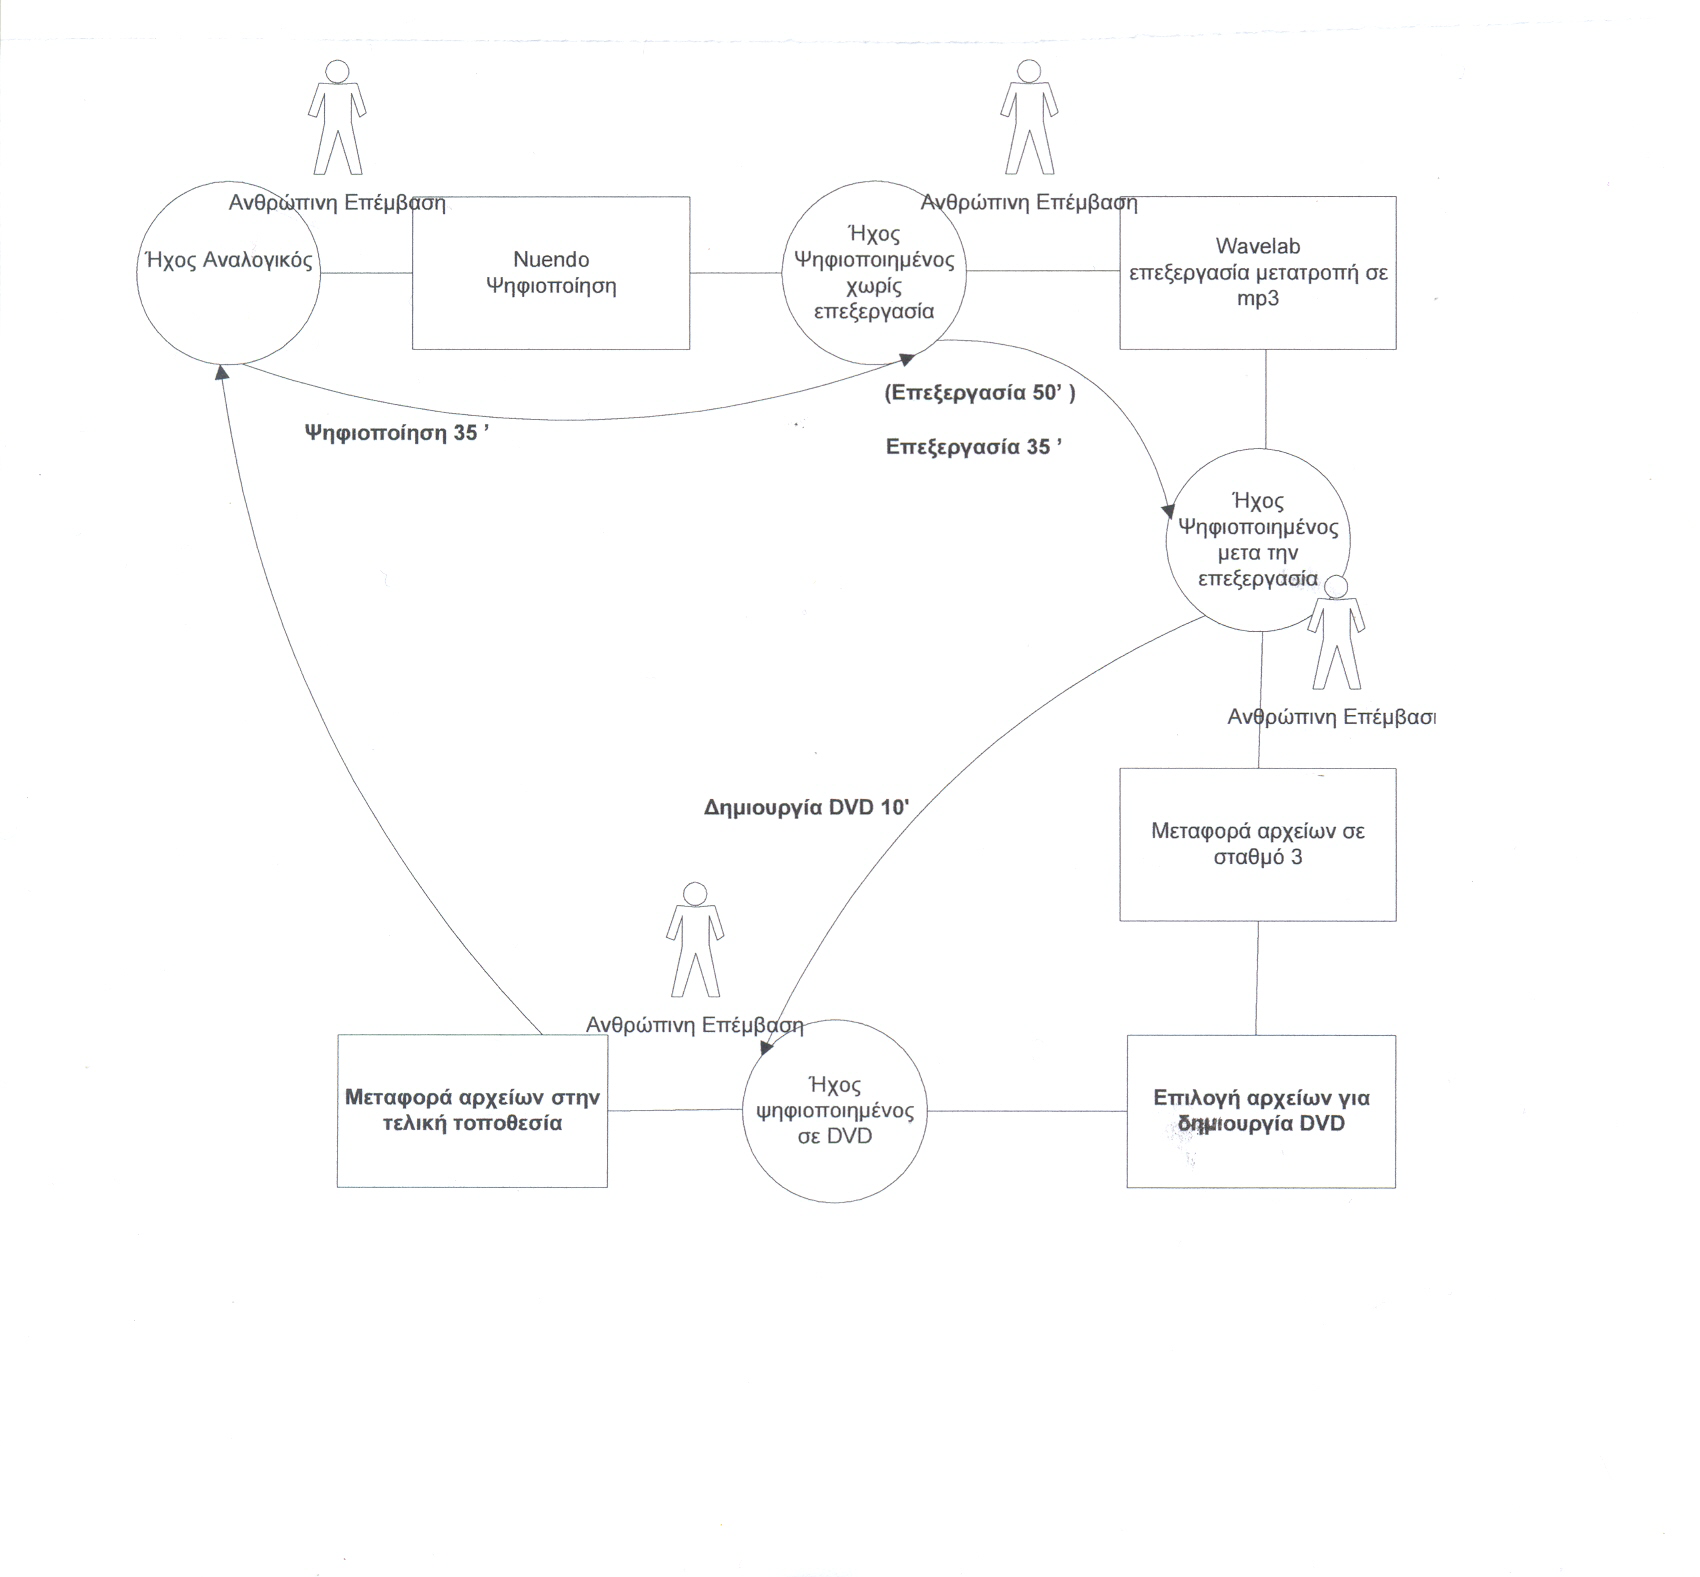 Ανθρώπινη Επέμβαση
Ανθρώπινη Επέμβαση
Ήχος Αναλογικός
Nuendo
Ψηφιοποίηση
Ήχος
Ψηφιοποιημένος
χωρίς
επεξεργασία
Wavelab
επεξεργασία μετατροπή σε
mp3
(Επεξεργασία 50’ )
Ψηφιοποίηση 35 ’
Επεξεργασία 35 ’
Ήχος
Ψηφιοποιημένος
μετα την
επεξεργασία
Ανθρώπινη Επέμβασι
Δημιουργία DVD 10'
Μεταφορά αρχείων σε
σταθμό 3
Ανθρώπινη Επέμβαση
Μεταφορά αρχείων στην
τελική τοποθεσία
Ήχος
ψηφιοποιημένος
σε DVD
Επιλογή αρχείων για
δημιουργία DVD